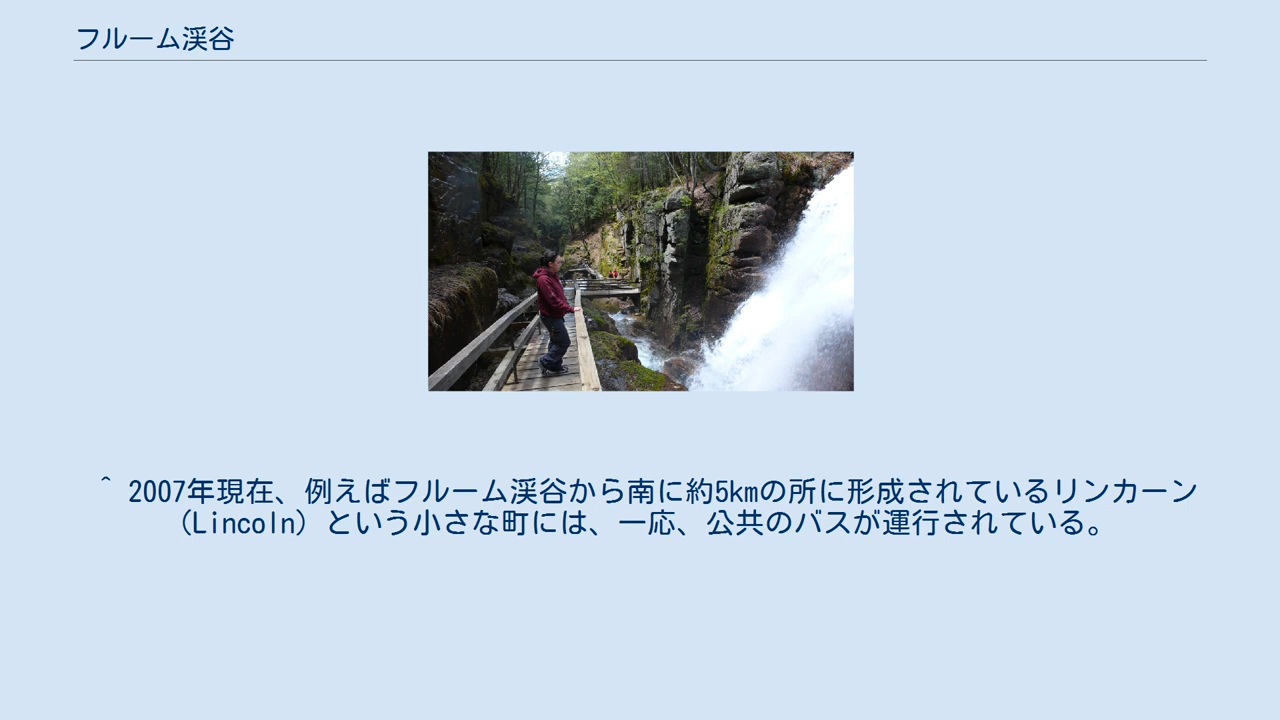 フルーム渓谷
^ 2007年現在、例えばフルーム渓谷から南に約5kmの所に形成されているリンカーン
(Lincoln) という小さな町には、一応、公共のバスが運行されている。